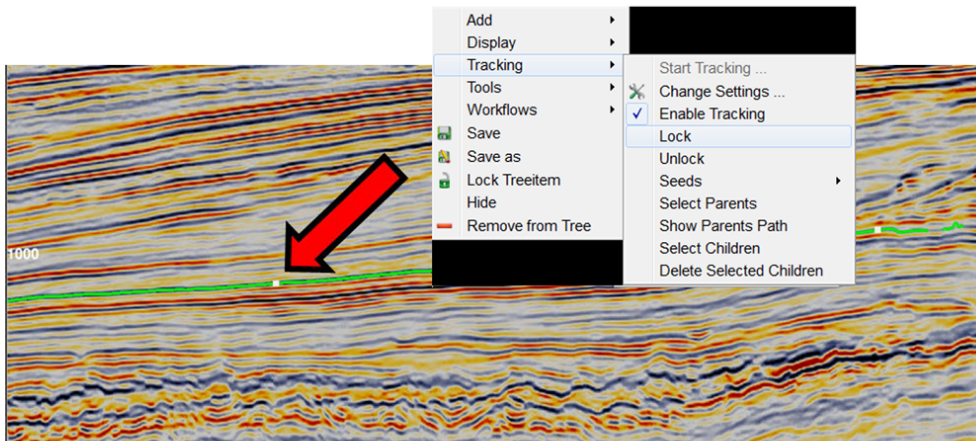 Add
Display
Tracking
Tools
Workflows
Save
Save as
Lock Treeitem
Hide
Remove from Tree
Start Tracking ...
Change Settings ...
Enable Tracking
Lock
Unlock
Seeds
Select Parents
Show Parents Path
Select Children
Delete Selected Children
1000